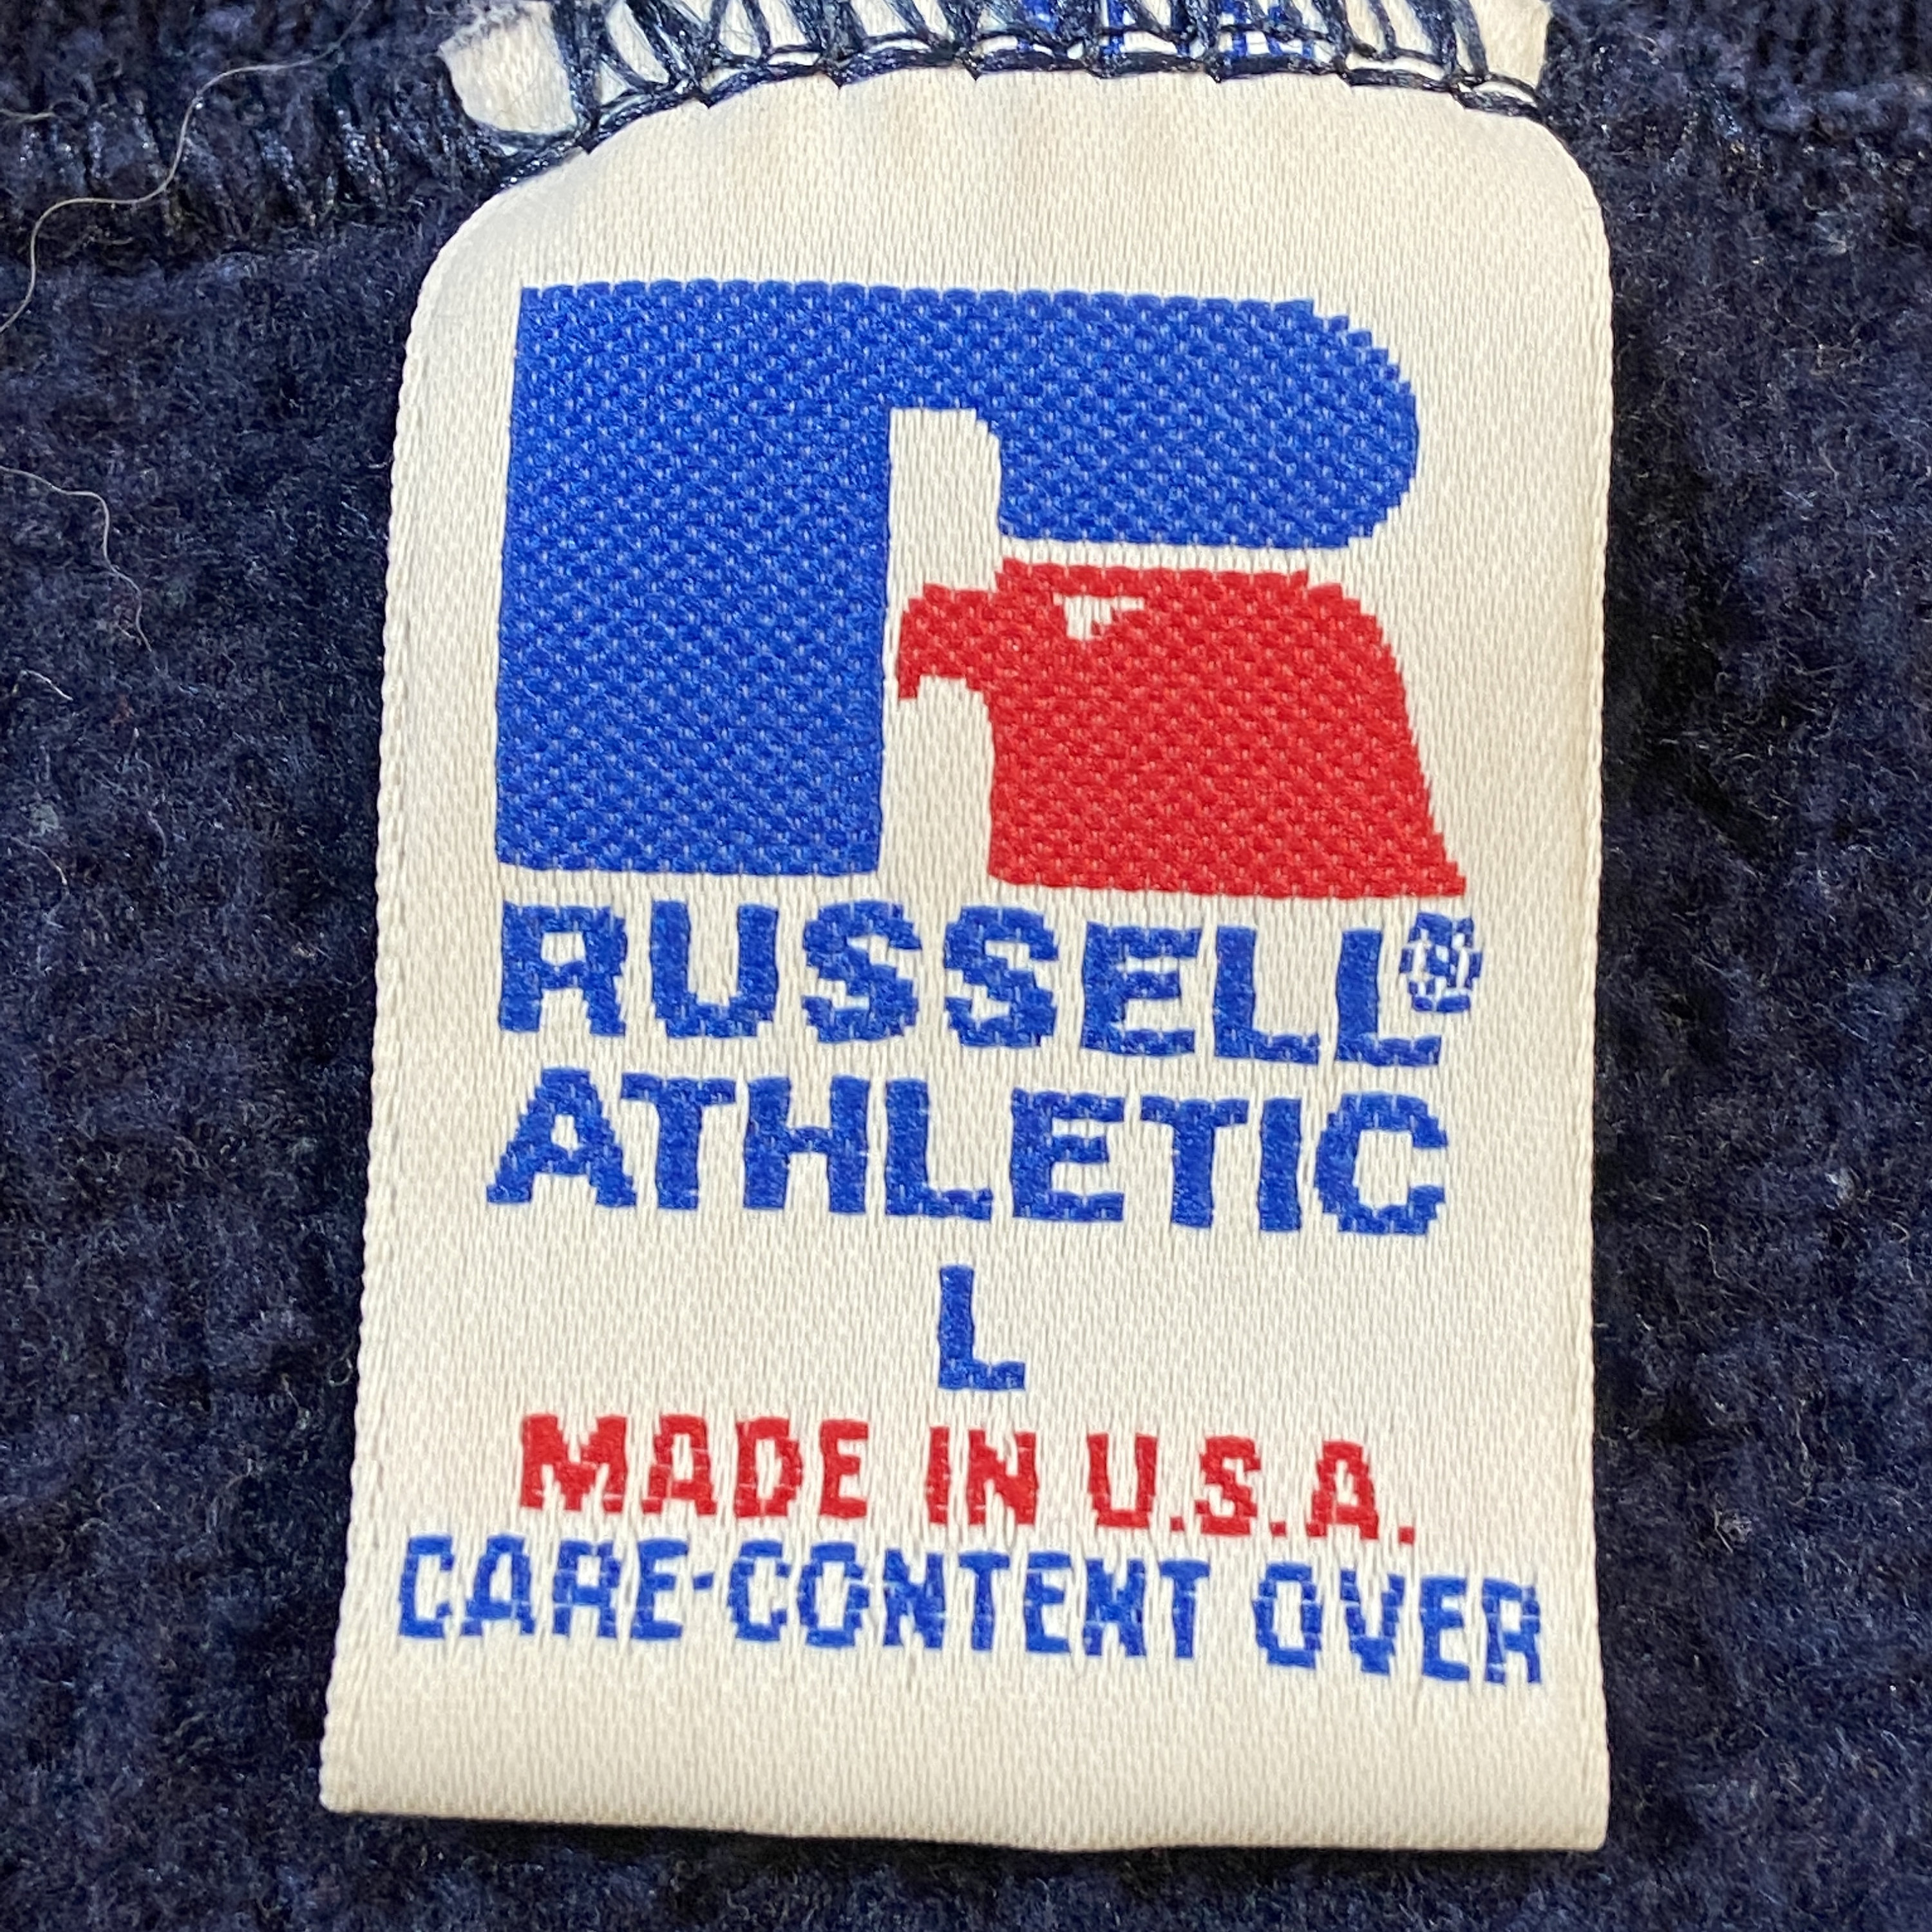 RUSSELL®
ATHLETIC
L
MADE IN U.S.A.
CARE-CONTENT OVER